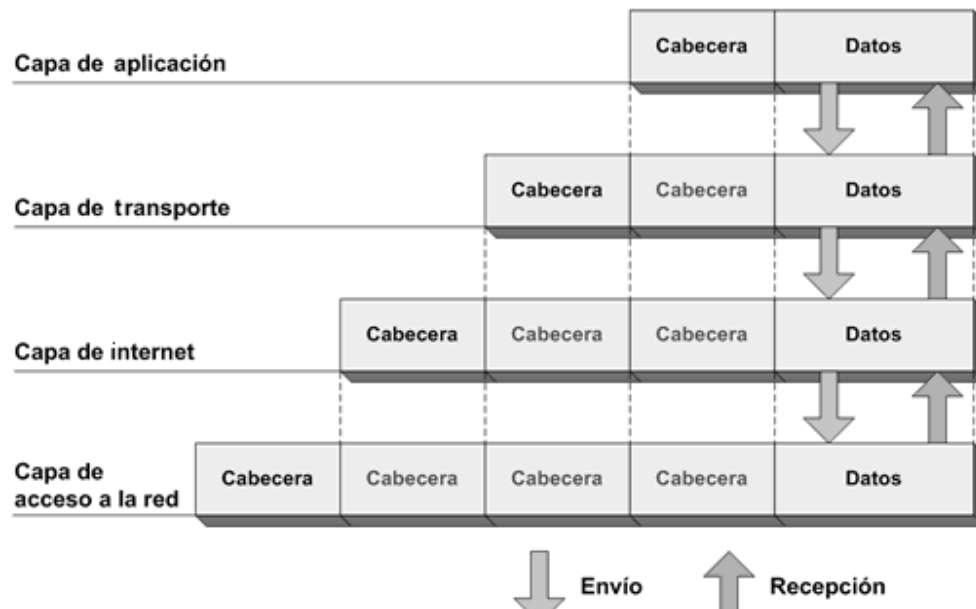 Capa de aplicación
Cabecera
Datos
Capa de transporte
Cabecera
Cabecera
Datos
Capa de internet
Cabecera
Cabecera
Cabecera
Datos
Capa de
acceso a la red
Cabecera
Cabecera
Cabecera
Cabecera
Datos
Envío
Recepción